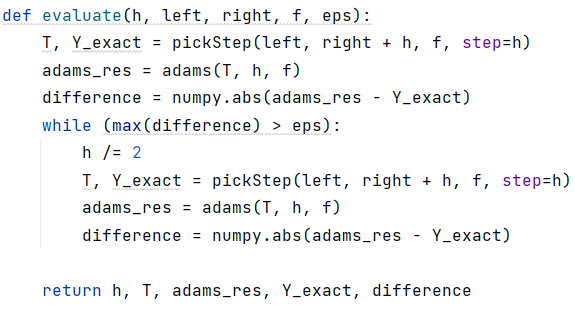 def evaluate(h, left, right, f, eps):
    T, Y_exact = pickStep(left, right + h, f, step=h)
    adams_res = adams(T, h, f)
    difference = numpy.abs(adams_res - Y_exact)
    while (max(difference) > eps):
        h /= 2
        T, Y_exact = pickStep(left, right + h, f, step=h)
        adams_res = adams(T, h, f)
        difference = numpy.abs(adams_res - Y_exact)

    return h, T, adams_res, Y_exact, difference